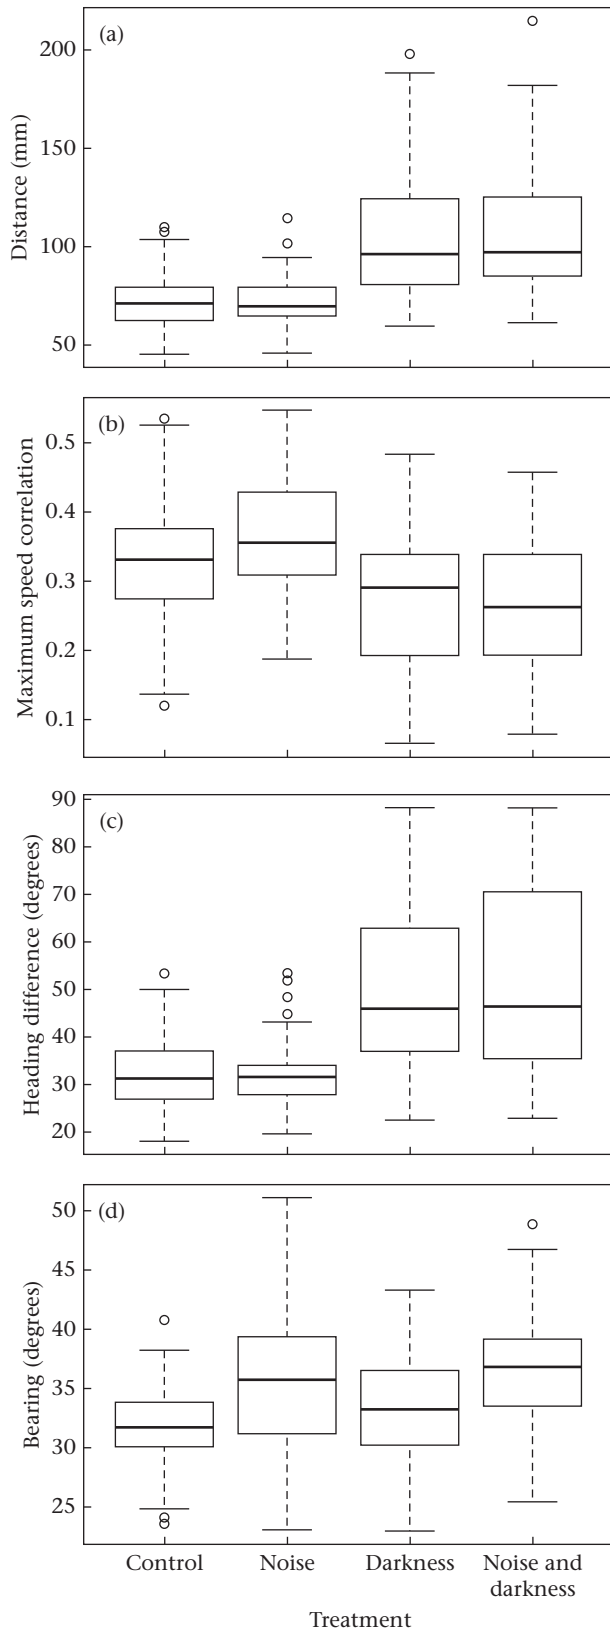 (a)
200
150
100
50
Distance (mm)
(b)
0.5
0.4
0.3
0.2
0.1
Maximum speed correlation
(c)
90
80
70
60
50
40
30
20
Heading difference (degrees)
(d)
50
45
40
35
30
25
Bearing (degrees)
Control Noise Darkness Noise and
darkness
Treatment